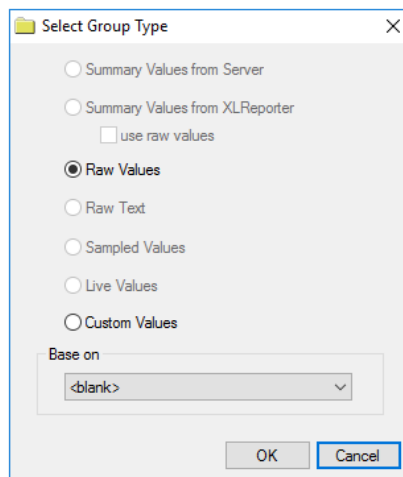 Select Group Type
Summary Values from Server
Summary Values from XLReporter
use raw values
Raw Values
Raw Text
Sampled Values
Live Values
Custom Values
Base on
<blank>
OK Cancel